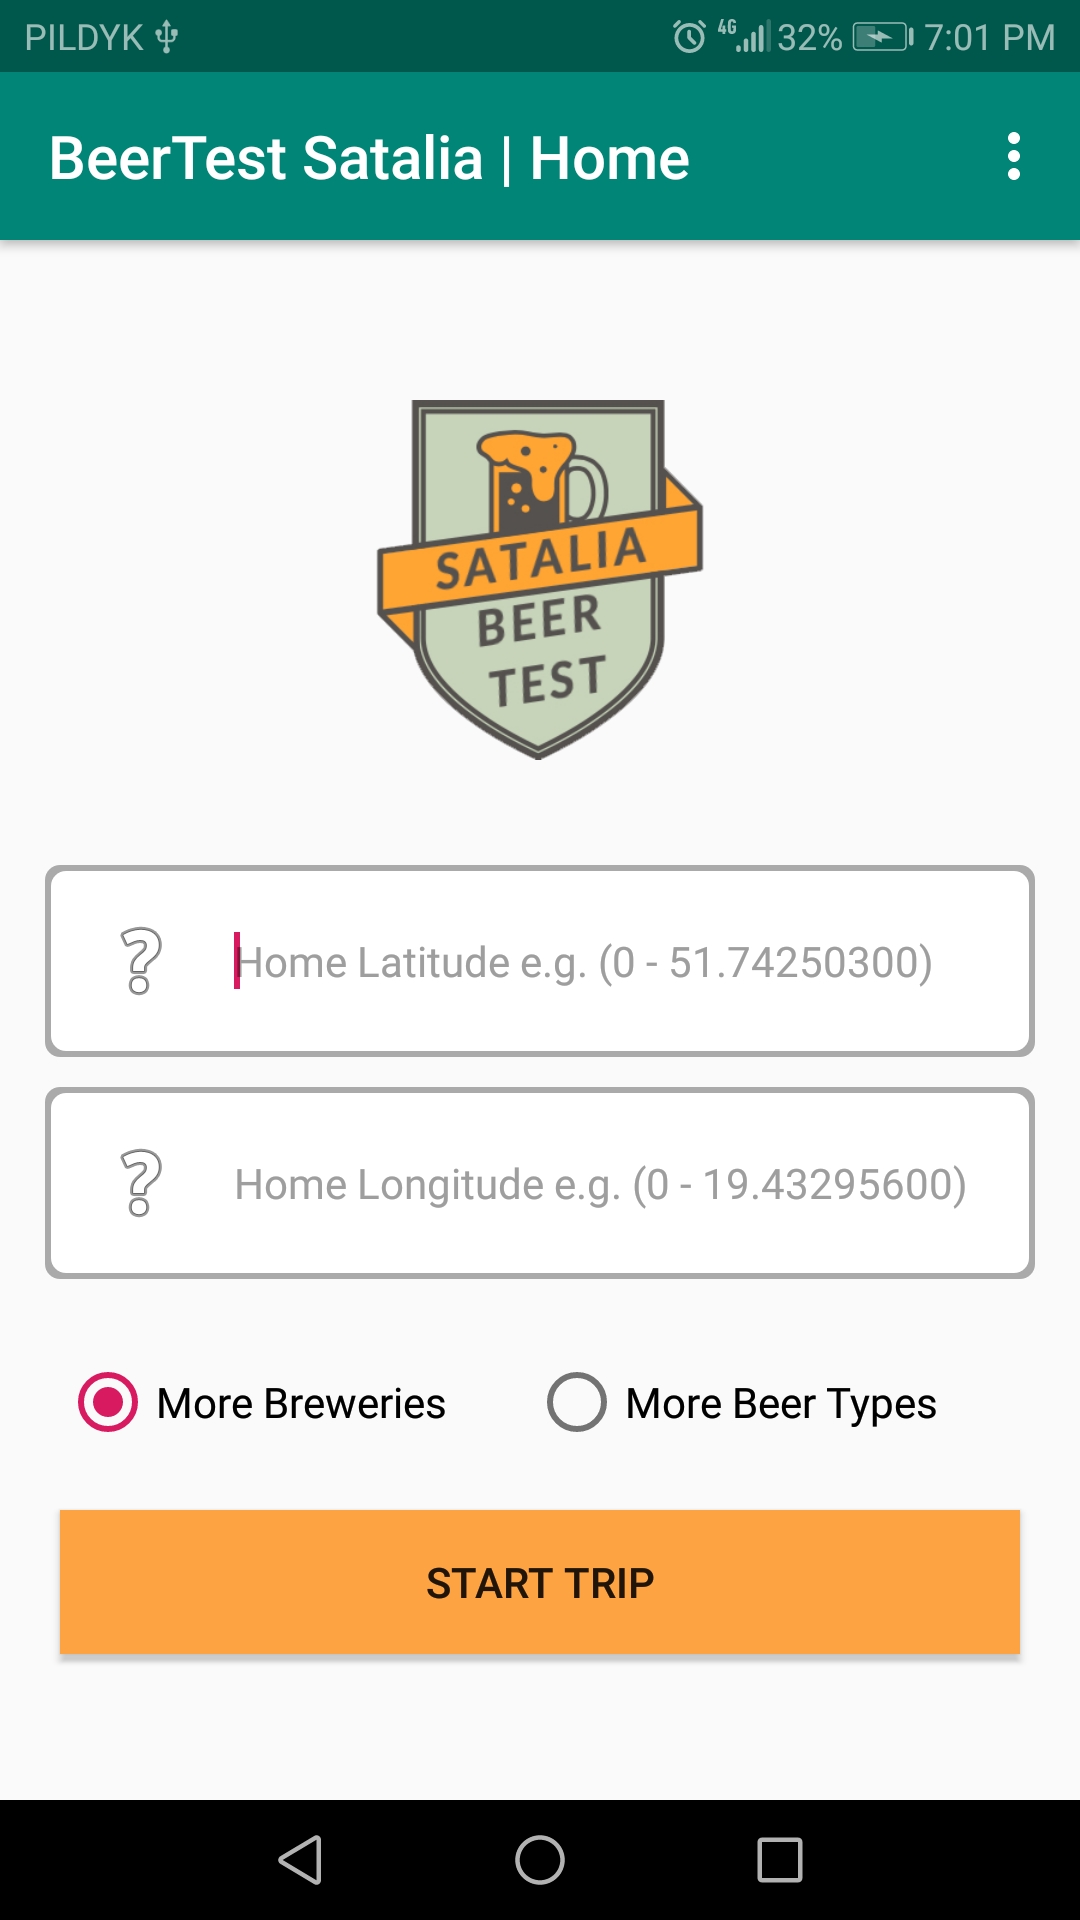 PILDYK 4G 32% 7:01 PM
BeerTest Satalia | Home
SATALIA
BEER
TEST
Home Latitude e.g. (0 - 51.74250300)
Home Longitude e.g. (0 - 19.43295600)
More Breweries More Beer Types
START TRIP